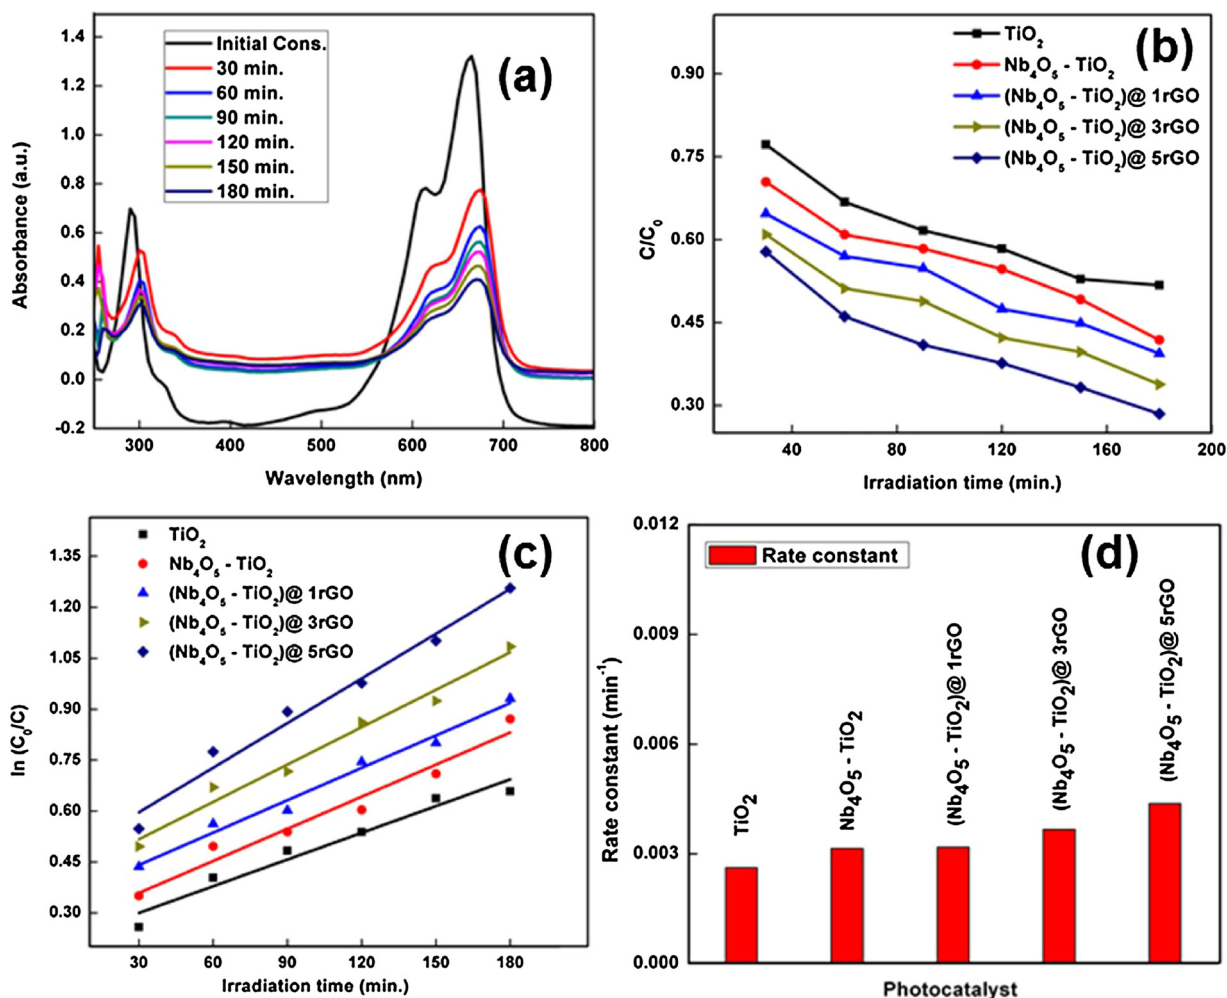 (a)
Initial Cons.
30 min.
60 min.
90 min.
120 min.
150 min.
180 min.
1.4
1.2
1.0
0.8
0.6
0.4
0.2
0.0
-0.2
Absorbance (a.u.)
300 400 500 600 700 800
Wavelength (nm)
(b)
TiO₂
Nb₄O₅ - TiO₂
(Nb₄O₅ - TiO₂)@ 1rGO
(Nb₄O₅ - TiO₂)@ 3rGO
(Nb₄O₅ - TiO₂)@ 5rGO
0.90
0.75
0.60
0.45
0.30
C/C₀
40 80 120 160 200
Irradiation time (min.)
(c)
TiO₂
Nb₄O₅ - TiO₂
(Nb₄O₅ - TiO₂)@ 1rGO
(Nb₄O₅ - TiO₂)@ 3rGO
(Nb₄O₅ - TiO₂)@ 5rGO
1.35
1.20
1.05
0.90
0.75
0.60
0.45
0.30
ln (C₀/C)
30 60 90 120 150 180
Irradiation time (min.)
(d)
Rate constant
0.012
0.009
0.006
0.003
0.000
Rate constant (min⁻¹)
TiO₂
Nb₄O₅ - TiO₂
(Nb₄O₅ - TiO₂)@ 1rGO
(Nb₄O₅ - TiO₂)@ 3rGO
(Nb₄O₅ - TiO₂)@ 5rGO
Photocatalyst